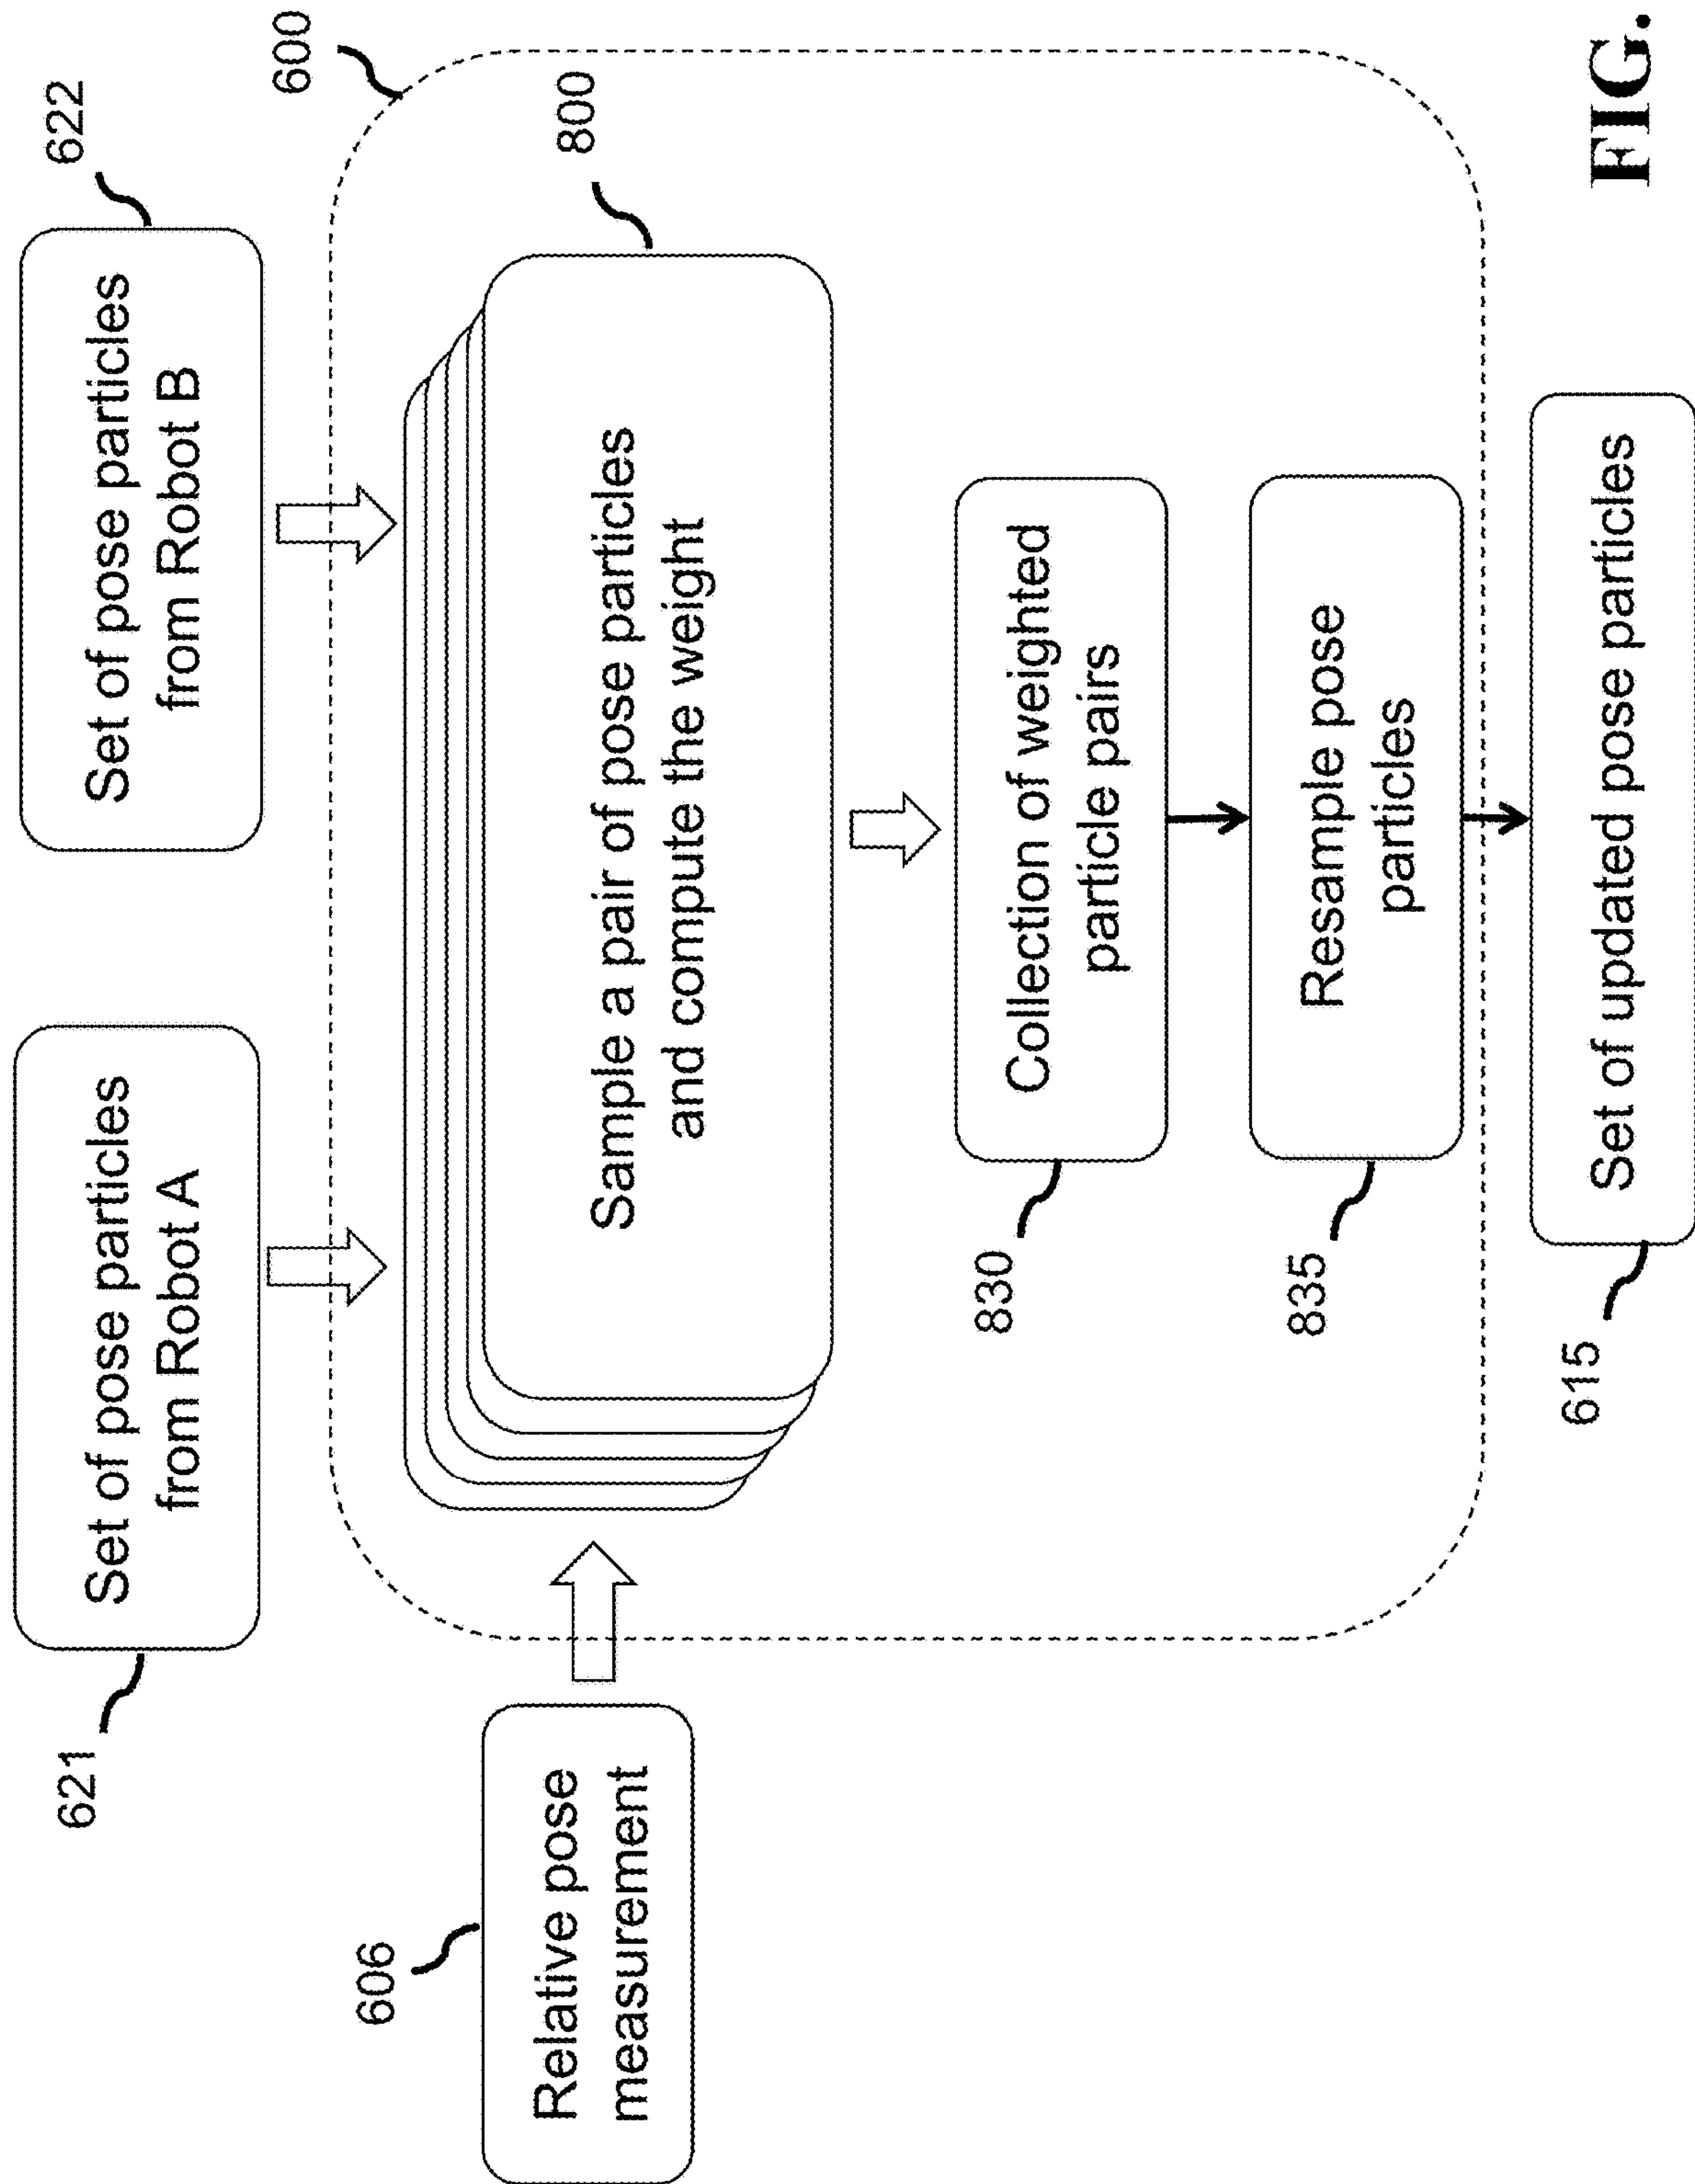 621
Set of pose particles
from Robot A
622
Set of pose particles
from Robot B
600
606
Relative pose
measurement
800
Sample a pair of pose particles
and compute the weight
830
Collection of weighted
particle pairs
835
Resample pose
particles
615
Set of updated pose particles
FIG.